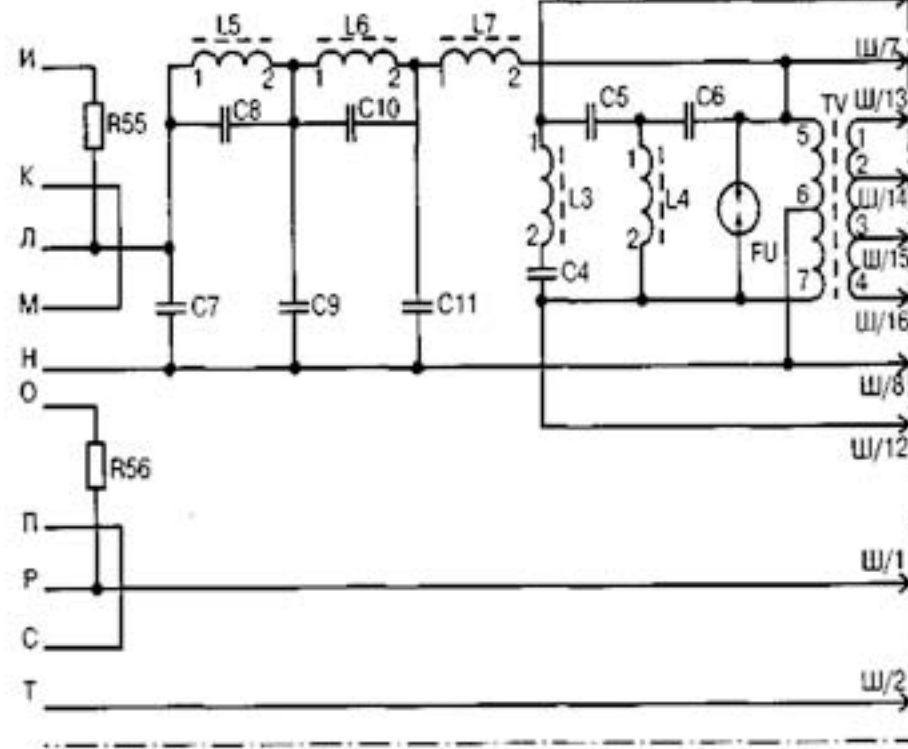 L5
L6
L7
И
1
2
1
2
1
2
Ш/7
R55
C8
C10
C5
C6
TV
Ш/13
5
1
К
1
L3
1
L4
6
2
Ш/14
Л
2
2
FU
3
Ш/15
C4
7
4
М
C7
C9
C11
Ш/16
Н
Ш/8
О
Ш/12
R56
П
Ш/1
Р
С
Т
Ш/2